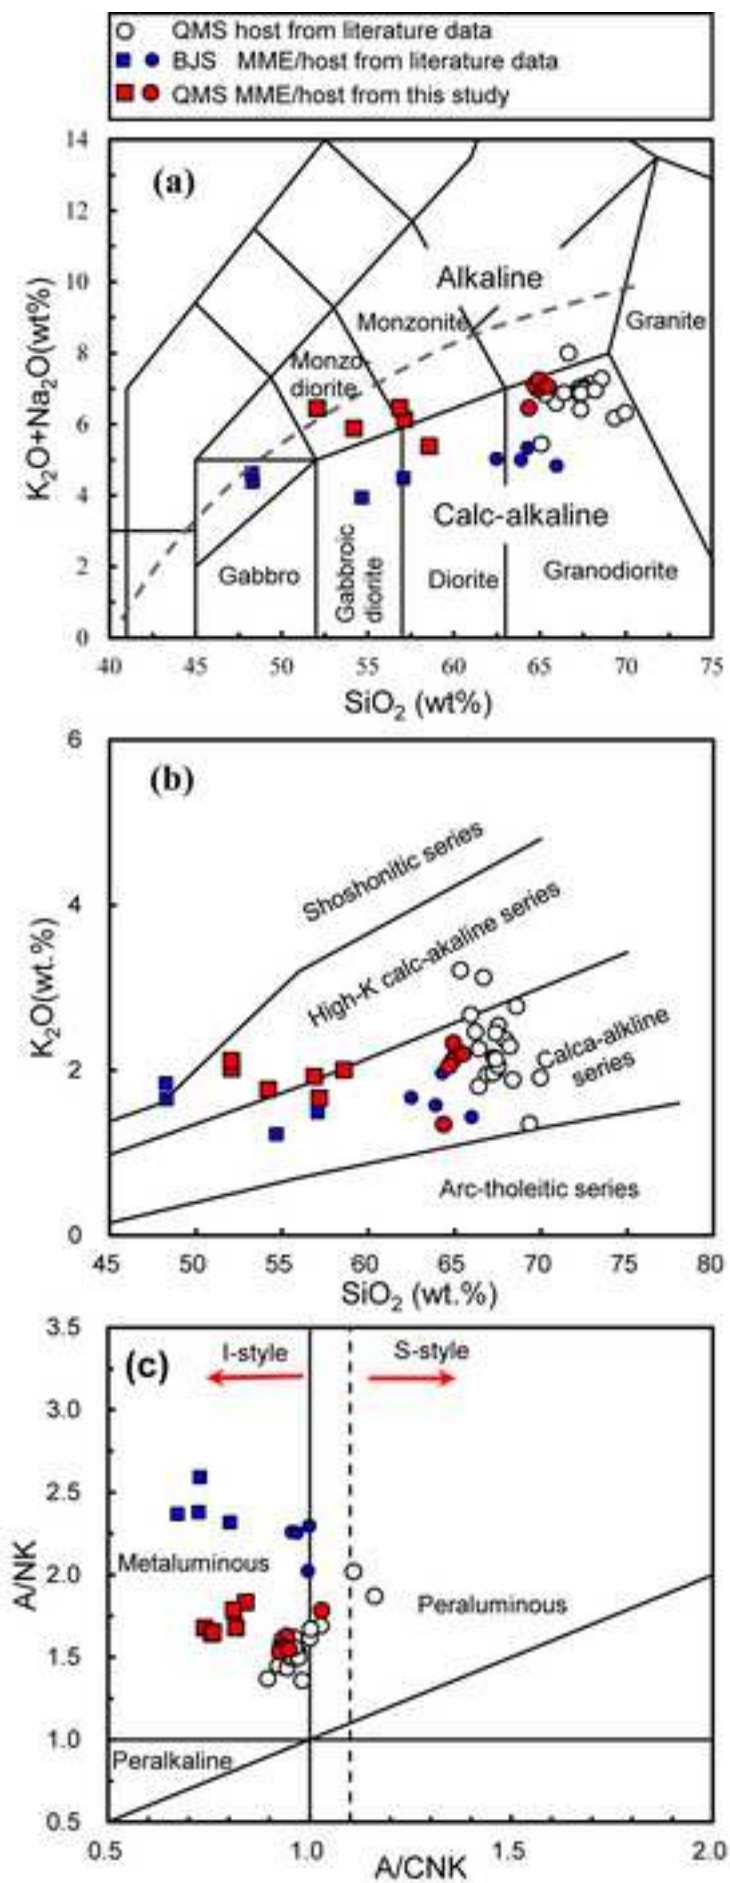 QMS host from literature data
BJS MME/host from literature data
QMS MME/host from this study
(a)
14
12
10
8
6
4
2
0
K2O+Na2O(wt%)
Alkaline
Monzonite
Granite
Monzo-
diorite
Calc-alkaline
Gabbro
Gabbroic
diorite
Diorite
Granodiorite
40 45 50 55 60 65 70 75
SiO2 (wt%)
(b)
6
4
2
0
K2O(wt.%)
Shoshonitic series
High-K calc-akaline series
Calca-alkline
series
Arc-tholeitic series
45 50 55 60 65 70 75 80
SiO2 (wt.%)
(c)
I-style
S-style
3.5
3.0
2.5
2.0
1.5
1.0
0.5
A/NK
Metaluminous
Peraluminous
Peralkaline
0.5 1.0 1.5 2.0
A/CNK